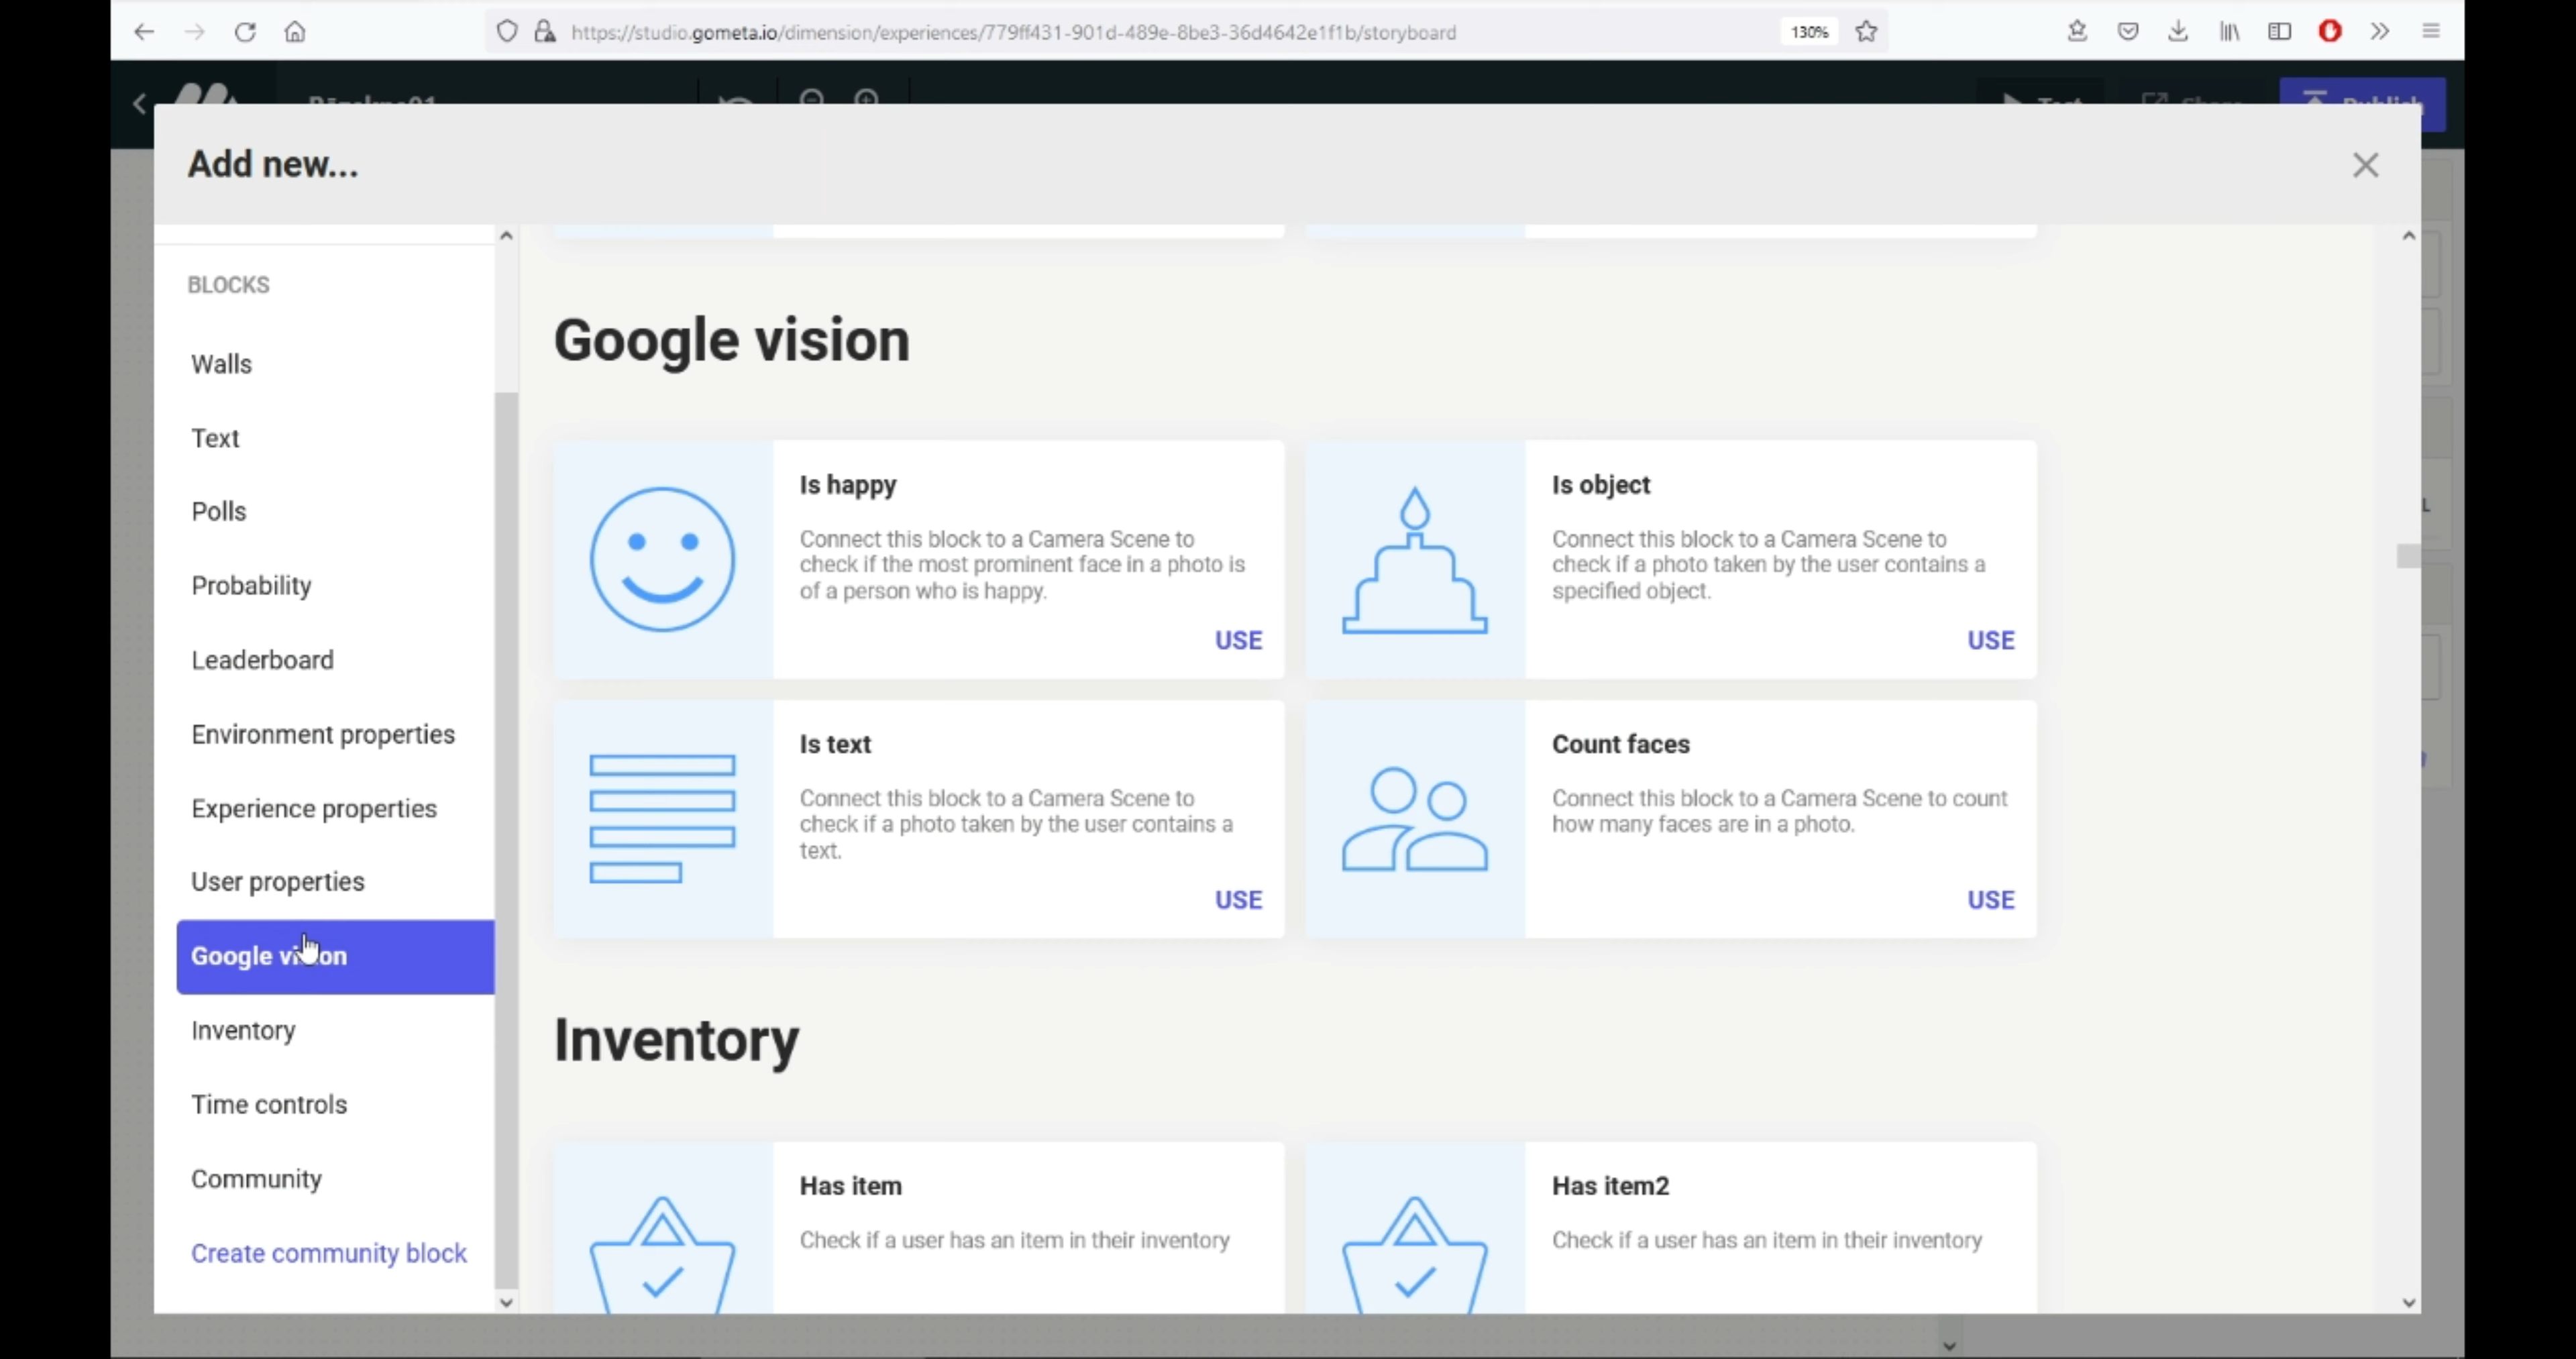 https://studio.gometa.io/dimension/experiences/779ff431-901d-489e-8be3-36d4642e1f1b/storyboard
130%
Test
Share
Publish
Add new...
BLOCKS
Walls
Text
Polls
Probability
Leaderboard
Environment properties
Experience properties
User properties
Google vision
Inventory
Time controls
Community
Create community block
Google vision
Is happy
Connect this block to a Camera Scene to
check if the most prominent face in a photo is
of a person who is happy.
USE
Is object
Connect this block to a Camera Scene to
check if a photo taken by the user contains a
specified object.
USE
Is text
Connect this block to a Camera Scene to
check if a photo taken by the user contains a
text.
USE
Count faces
Connect this block to a Camera Scene to count
how many faces are in a photo.
USE
Inventory
Has item
Check if a user has an item in their inventory
Has item2
Check if a user has an item in their inventory